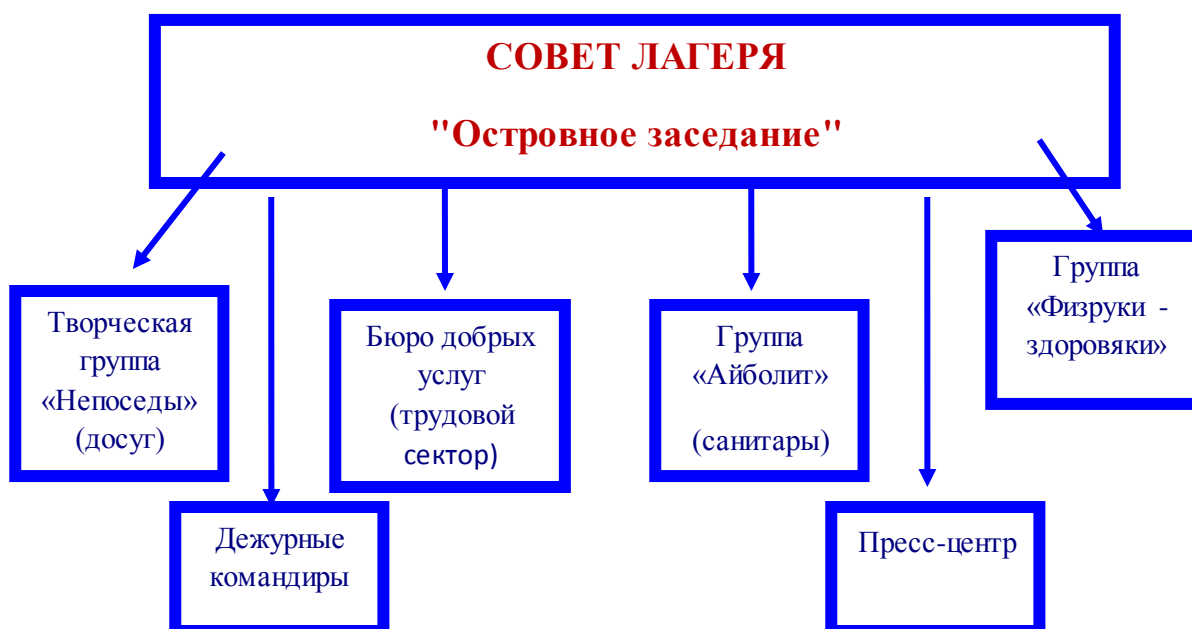 СОВЕТ ЛАГЕРЯ
"Островное заседание"
Творческая
группа
«Непоседы»
(досуг)
Бюро добрых
услуг
(трудовой
сектор)
Группа
«Айболит»
(санитары)
Группа
«Физруки -
здоровяки»
Дежурные
командиры
Пресс-центр